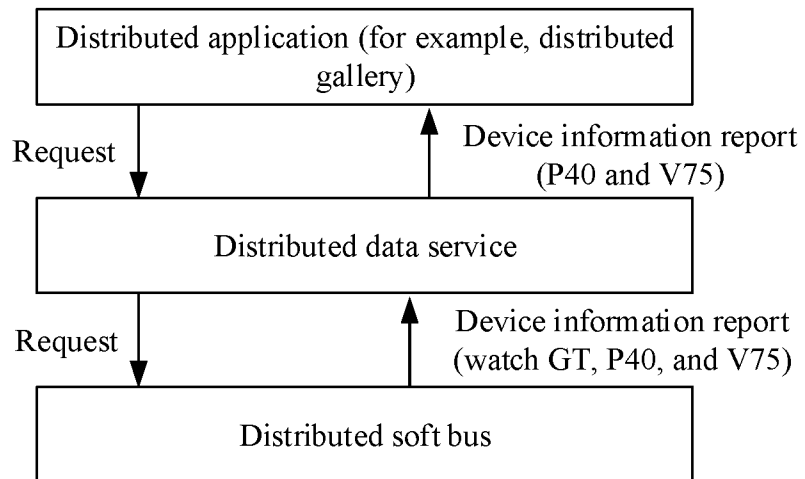 Distributed application (for example, distributed
gallery)
Request
Device information report
(P40 and V75)
Distributed data service
Request
Device information report
(watch GT, P40, and V75)
Distributed soft bus